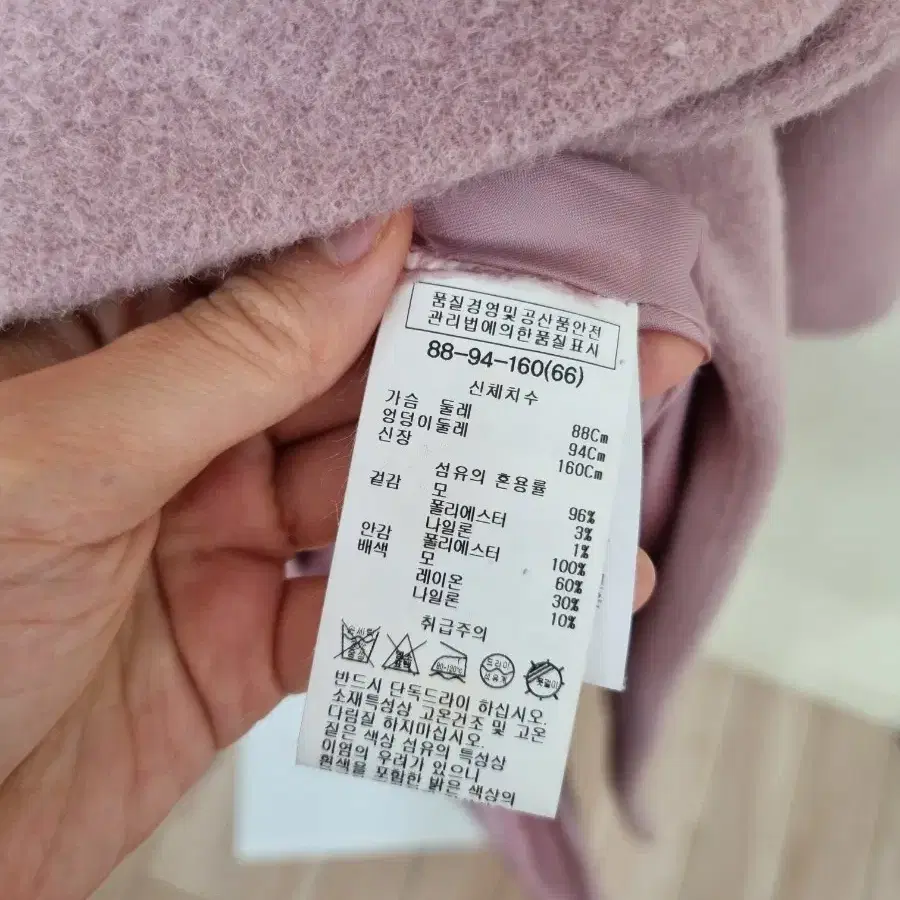 품질경영및공산품안전
관리법에의한품질표시
88-94-160(66)
신체치수
가슴 둘레 88Cm
엉덩이둘레 94Cm
신장 160Cm
섬유의 혼용률
겉감 모 96%
폴리에스터 3%
나일론 1%
안감 폴리에스터 100%
배색 모 60%
레이온 30%
나일론 10%
취급주의
80~120℃
드라이
반드시 단독드라이 하십시오.
소재특성상 고온건조 및 고온
다림질 하지마십시오.
짙은 색상 섬유의 특성상
이염의 우려가 있으니
흰색을 포함한 밝은 색상의